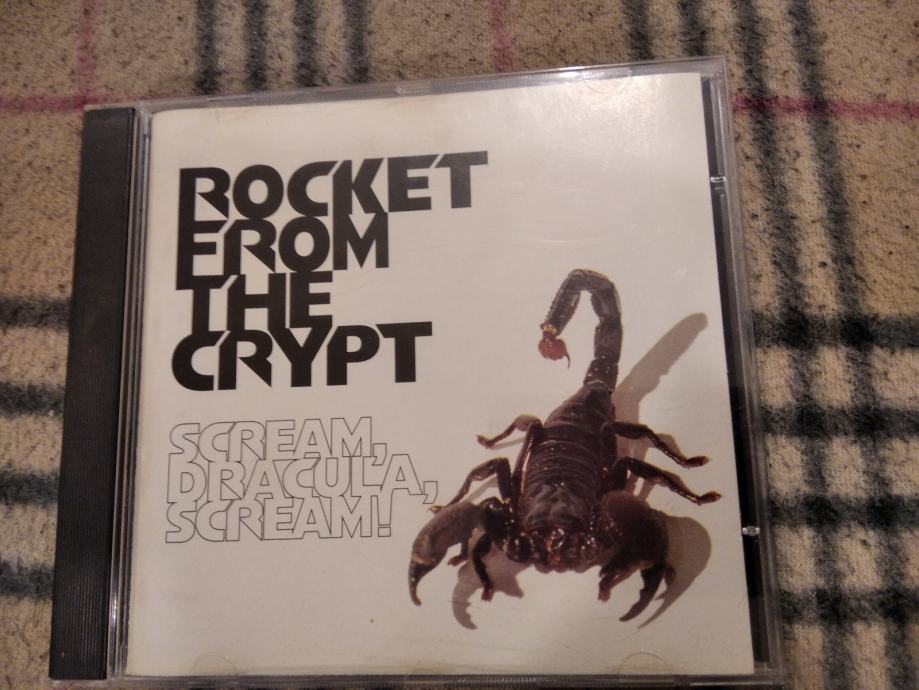 ROCKET
FROM
THE
CRYPT
SCREAM,
DRACULA,
SCREAM!